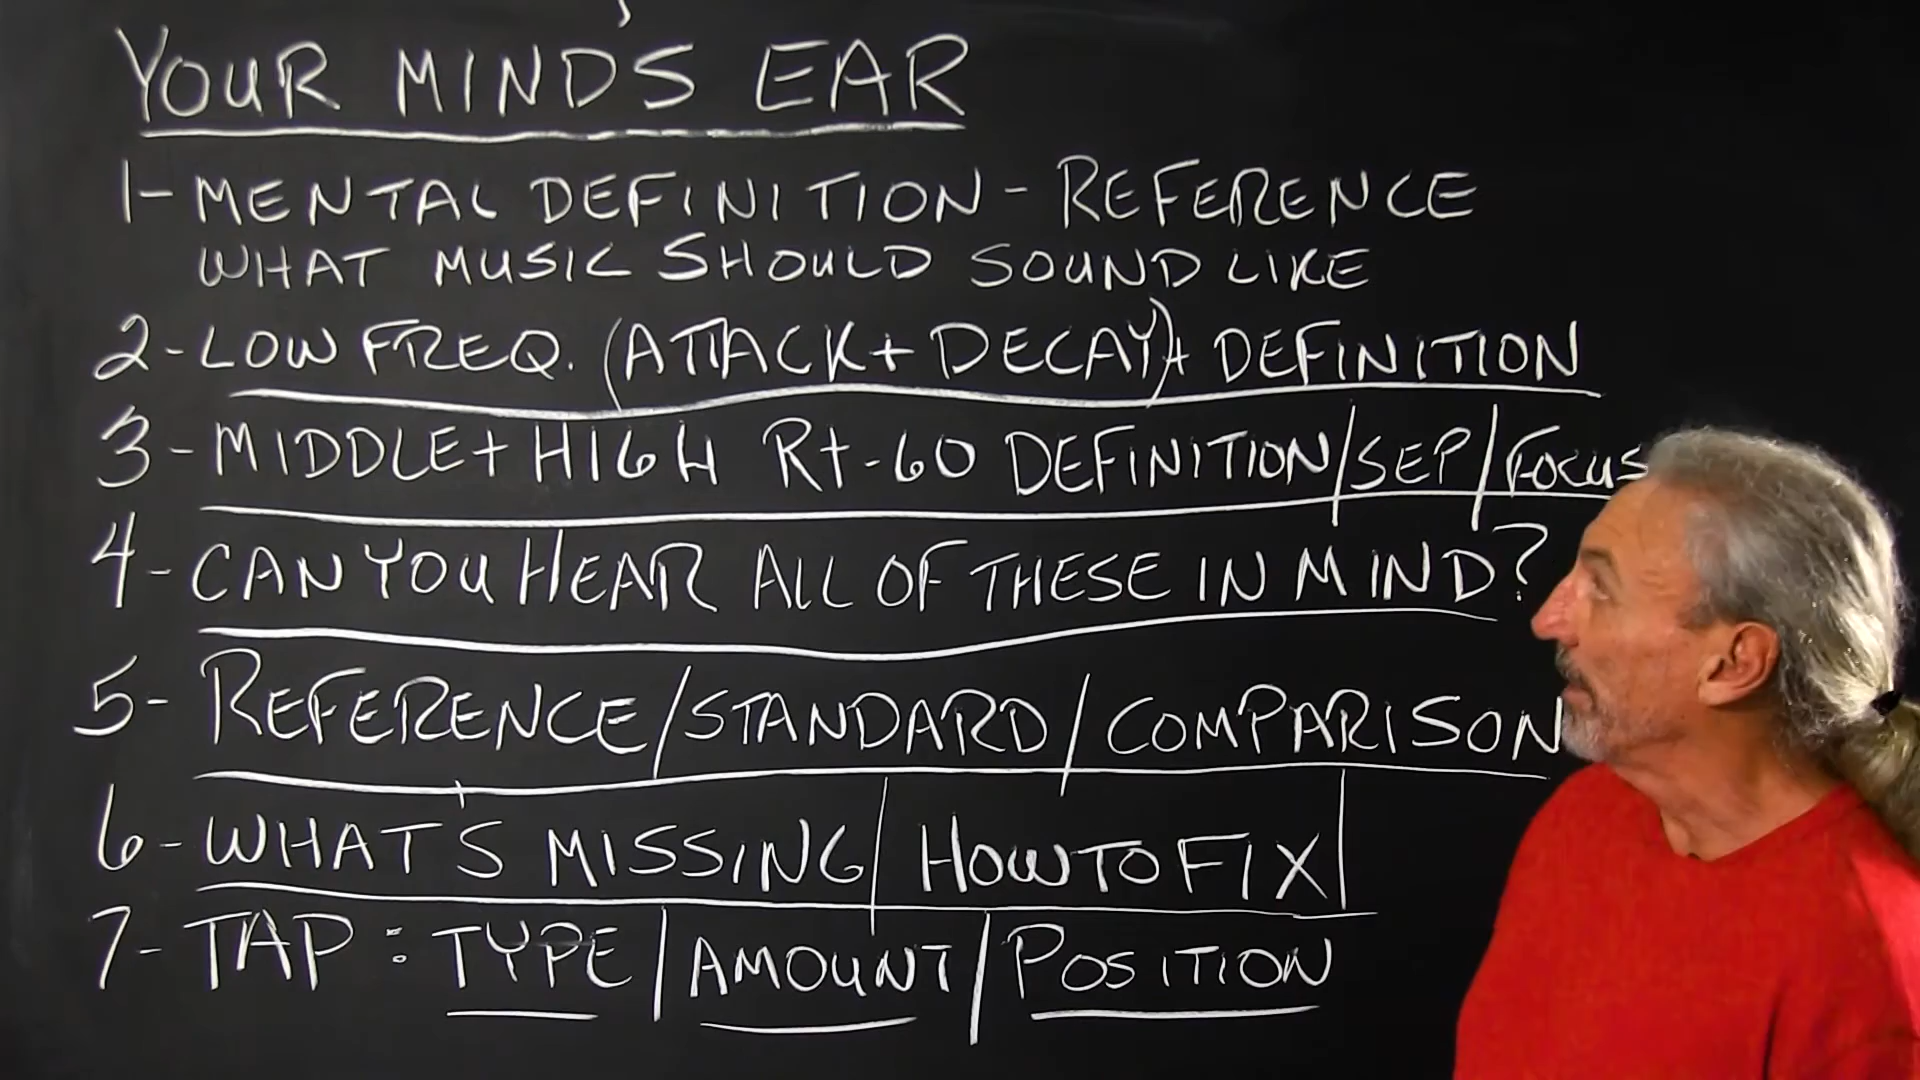 YOUR MIND'S EAR
1- MENTAL DEFINITION - REFERENCE
WHAT MUSIC SHOULD SOUND LIKE
2- LOW FREQ. (ATTACK + DECAY) + DEFINITION
3- MIDDLE + HIGH Rt-60 DEFINITION/SEP/FOCUS
4- CAN YOU HEAR ALL OF THESE IN MIND?
5- REFERENCE/STANDARD/COMPARISON
6- WHAT'S MISSING| HOW TO FIX|
7- TAP: TYPE|AMOUNT|POSITION